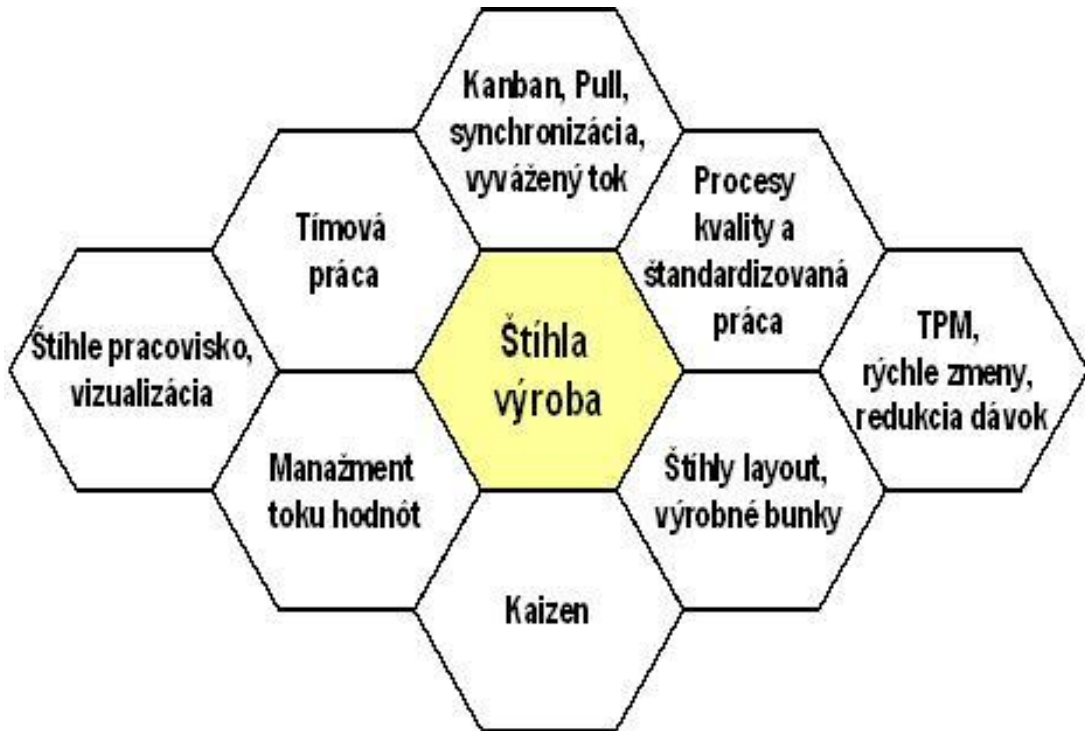 Kanban, Pull,
synchronizácia,
vyvážený tok
Tímová
práca
Procesy
kvality a
štandardizovaná
práca
Štíhle pracovisko,
vizualizácia
Štíhla
výroba
TPM,
rýchle zmeny,
redukcia dávok
Manažment
toku hodnôt
Štíhly layout,
výrobné bunky
Kaizen